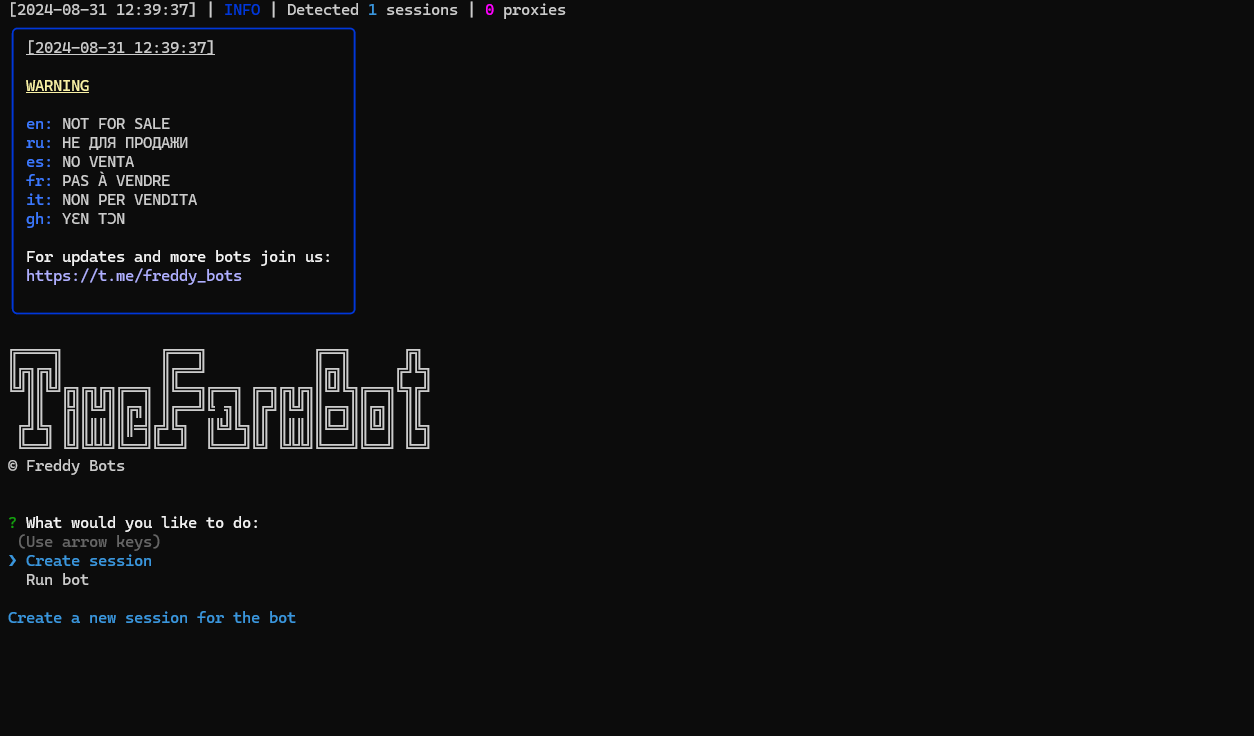 [2024-08-31 12:39:37] | INFO | Detected 1 sessions | 0 proxies
[2024-08-31 12:39:37]
WARNING
en: NOT FOR SALE
ru: НЕ ДЛЯ ПРОДАЖИ
es: NO VENTA
fr: PAS À VENDRE
it: NON PER VENDITA
gh: YƐN TƆN
For updates and more bots join us:
https://t.me/freddy_bots
TimeFarmBot
© Freddy Bots
? What would you like to do:
(Use arrow keys)
❯ Create session
Run bot
Create a new session for the bot